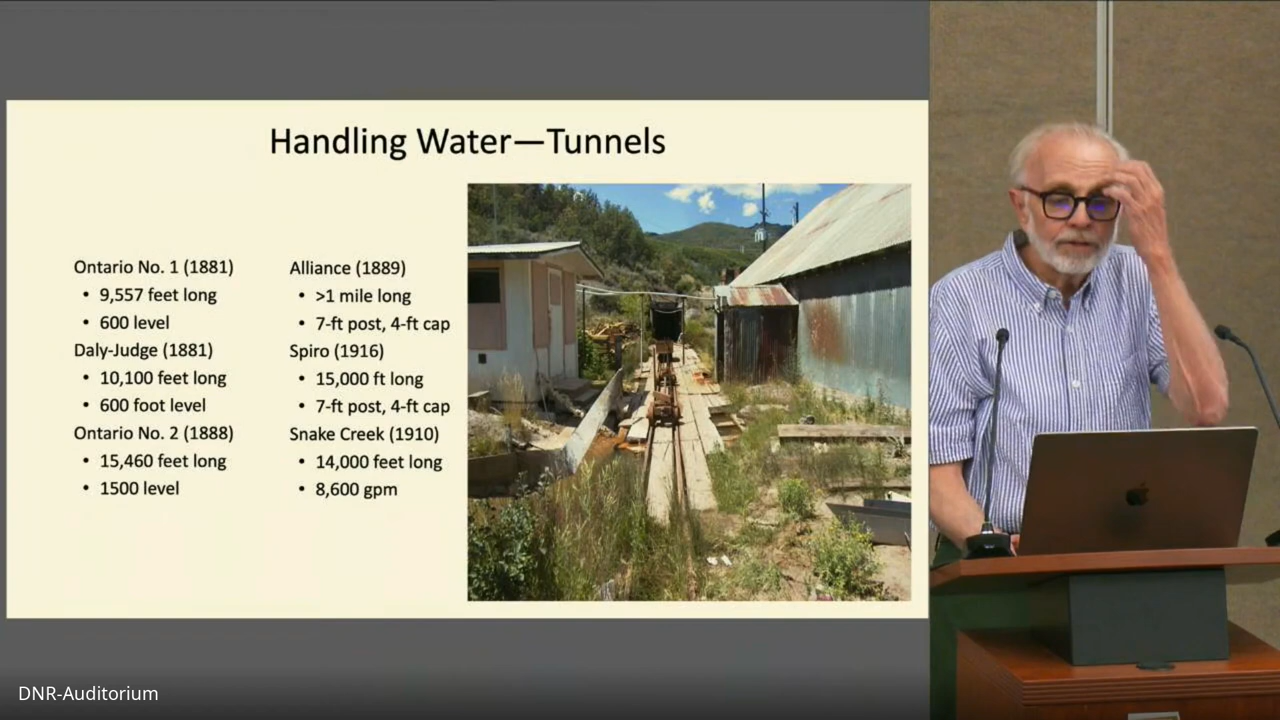 Handling Water—Tunnels
Ontario No. 1 (1881)
• 9,557 feet long
• 600 level
Daly-Judge (1881)
• 10,100 feet long
• 600 foot level
Ontario No. 2 (1888)
• 15,460 feet long
• 1500 level
Alliance (1889)
• >1 mile long
• 7-ft post, 4-ft cap
Spiro (1916)
• 15,000 ft long
• 7-ft post, 4-ft cap
Snake Creek (1910)
• 14,000 feet long
• 8,600 gpm
DNR-Auditorium